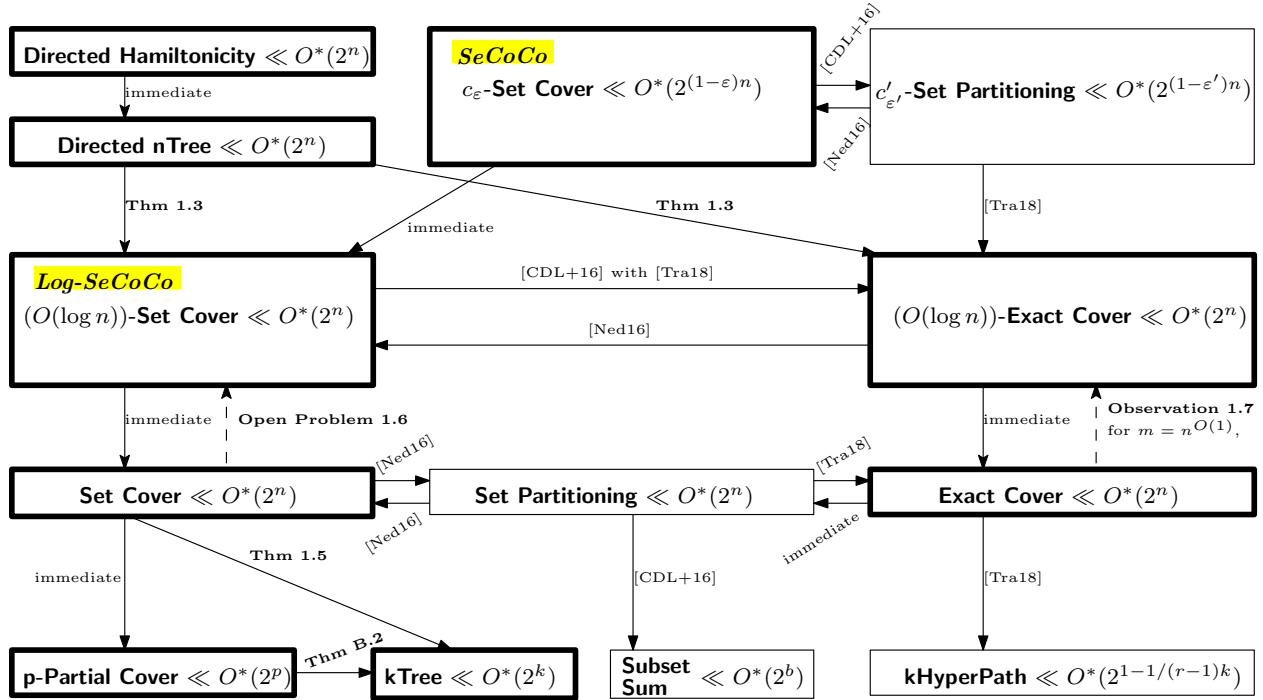 Directed Hamiltonicity ≪ O*(2^n)
immediate
Directed nTree ≪ O*(2^n)
SeCoCo
c_ε-Set Cover ≪ O*(2^{(1−ε)n})
[CDL+16]
[Ned16]
c′_{ε′}-Set Partitioning ≪ O*(2^{(1−ε′)n})
Thm 1.3
immediate
Thm 1.3
[Tra18]
Log-SeCoCo
(O(log n))-Set Cover ≪ O*(2^n)
[CDL+16] with [Tra18]
[Ned16]
(O(log n))-Exact Cover ≪ O*(2^n)
immediate
Open Problem 1.6
immediate
Observation 1.7
for m = n^{O(1)},
Set Cover ≪ O*(2^n)
[Ned16]
[Ned16]
Set Partitioning ≪ O*(2^n)
[Tra18]
immediate
Exact Cover ≪ O*(2^n)
immediate
Thm 1.5
[CDL+16]
[Tra18]
p-Partial Cover ≪ O*(2^p)
Thm B.2
kTree ≪ O*(2^k)
Subset
Sum ≪ O*(2^b)
kHyperPath ≪ O*(2^{1−1/(r−1)k})